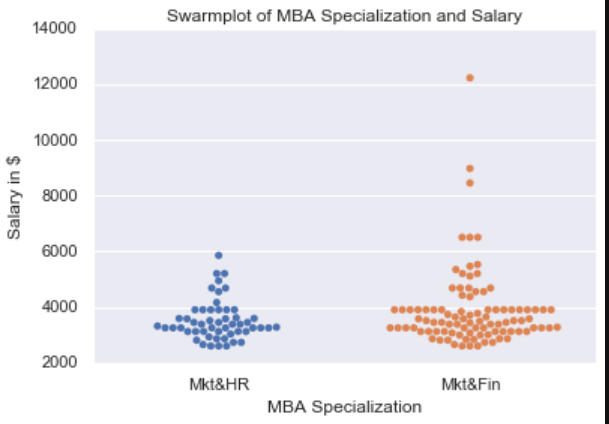 Swarmplot of MBA Specialization and Salary
14000
12000
10000
8000
6000
4000
2000
Salary in $
Mkt&HR
Mkt&Fin
MBA Specialization